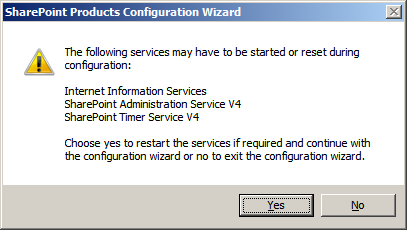 SharePoint Products Configuration Wizard
The following services may have to be started or reset during
configuration:
Internet Information Services
SharePoint Administration Service V4
SharePoint Timer Service V4
Choose yes to restart the services if required and continue with
the configuration wizard or no to exit the configuration wizard.
Yes No